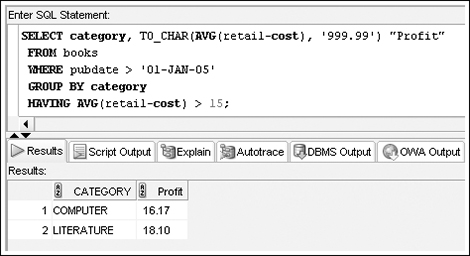 Enter SQL Statement:
SELECT category, TO_CHAR(AVG(retail-cost), '999.99') "Profit"
FROM books
WHERE pubdate > '01-JAN-05'
GROUP BY category
HAVING AVG(retail-cost) > 15;
Results Script Output Explain Autotrace DBMS Output OWA Output
Results:
CATEGORY Profit
1 COMPUTER 16.17
2 LITERATURE 18.10